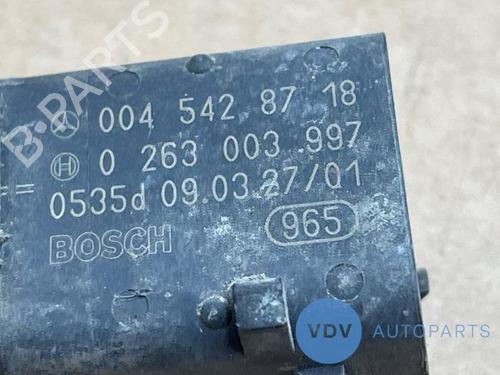 004 542 87 18
0 263 003 997
== 0535d 09.03.27/01
BOSCH 965
B-PARTS
VDV AUTOPARTS